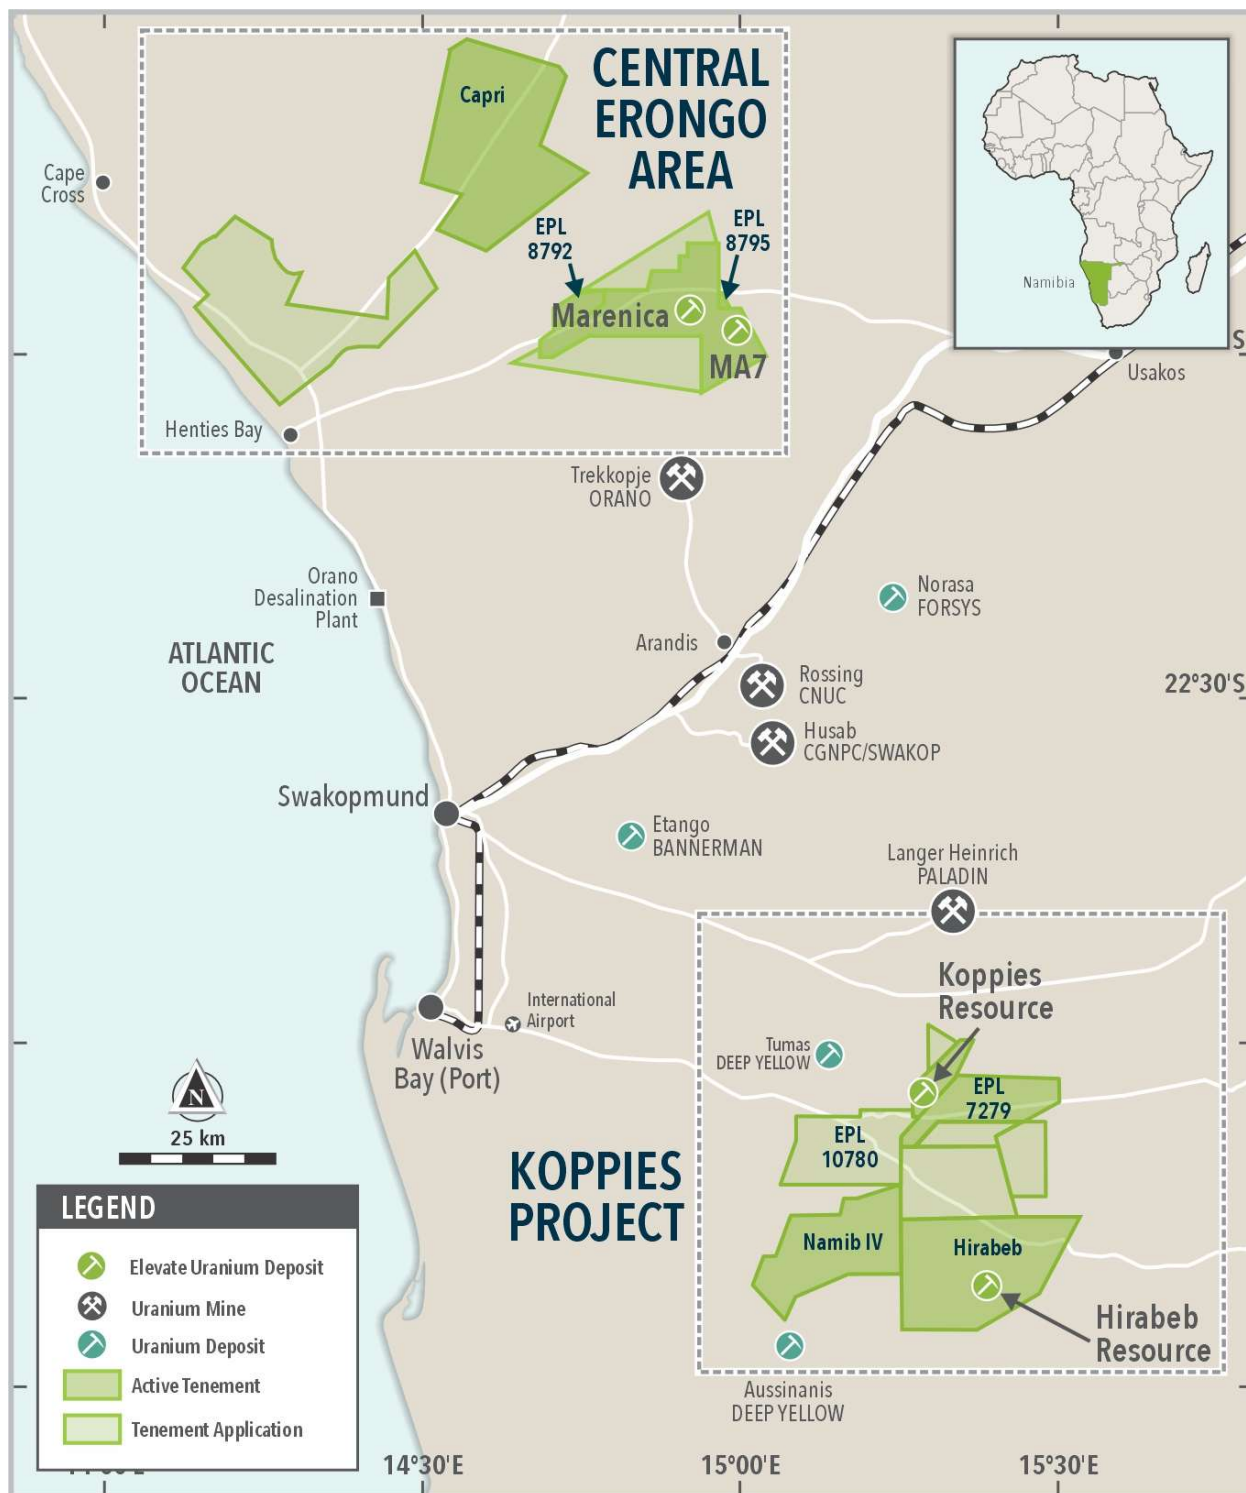 CENTRAL
ERONGO
AREA
Capri
Cape
Cross
EPL
8792
EPL
8795
Marenica
MA7
Namibia
Usakos
S
Henties Bay
Trekkopje
ORANO
Orano
Desalination
Plant
Norasa
FORSYS
ATLANTIC
OCEAN
Arandis
Rossing
CNUC
22°30'S
Husab
CGNPC/SWAKOP
Swakopmund
Etango
BANNERMAN
Langer Heinrich
PALADIN
Koppies
Resource
International
Airport
Walvis
Bay (Port)
Tumas
DEEP YELLOW
EPL
7279
EPL
10780
N
25 km
KOPPIES
PROJECT
Namib IV
Hirabeb
Hirabeb
Resource
Aussinanis
DEEP YELLOW
LEGEND
Elevate Uranium Deposit
Uranium Mine
Uranium Deposit
Active Tenement
Tenement Application
14°30'E
15°00'E
15°30'E